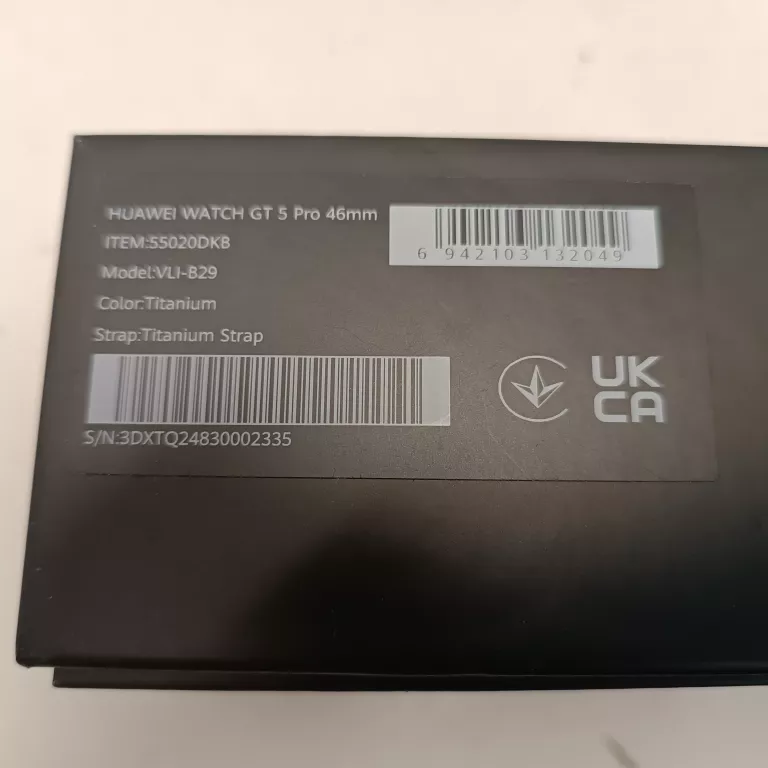 HUAWEI WATCH GT 5 Pro 46mm
ITEM:55020DKB
Model:VLI-B29
Color:Titanium
Strap:Titanium Strap
S/N:3DXTQ24830002335
6 942103 132049
UK
CA